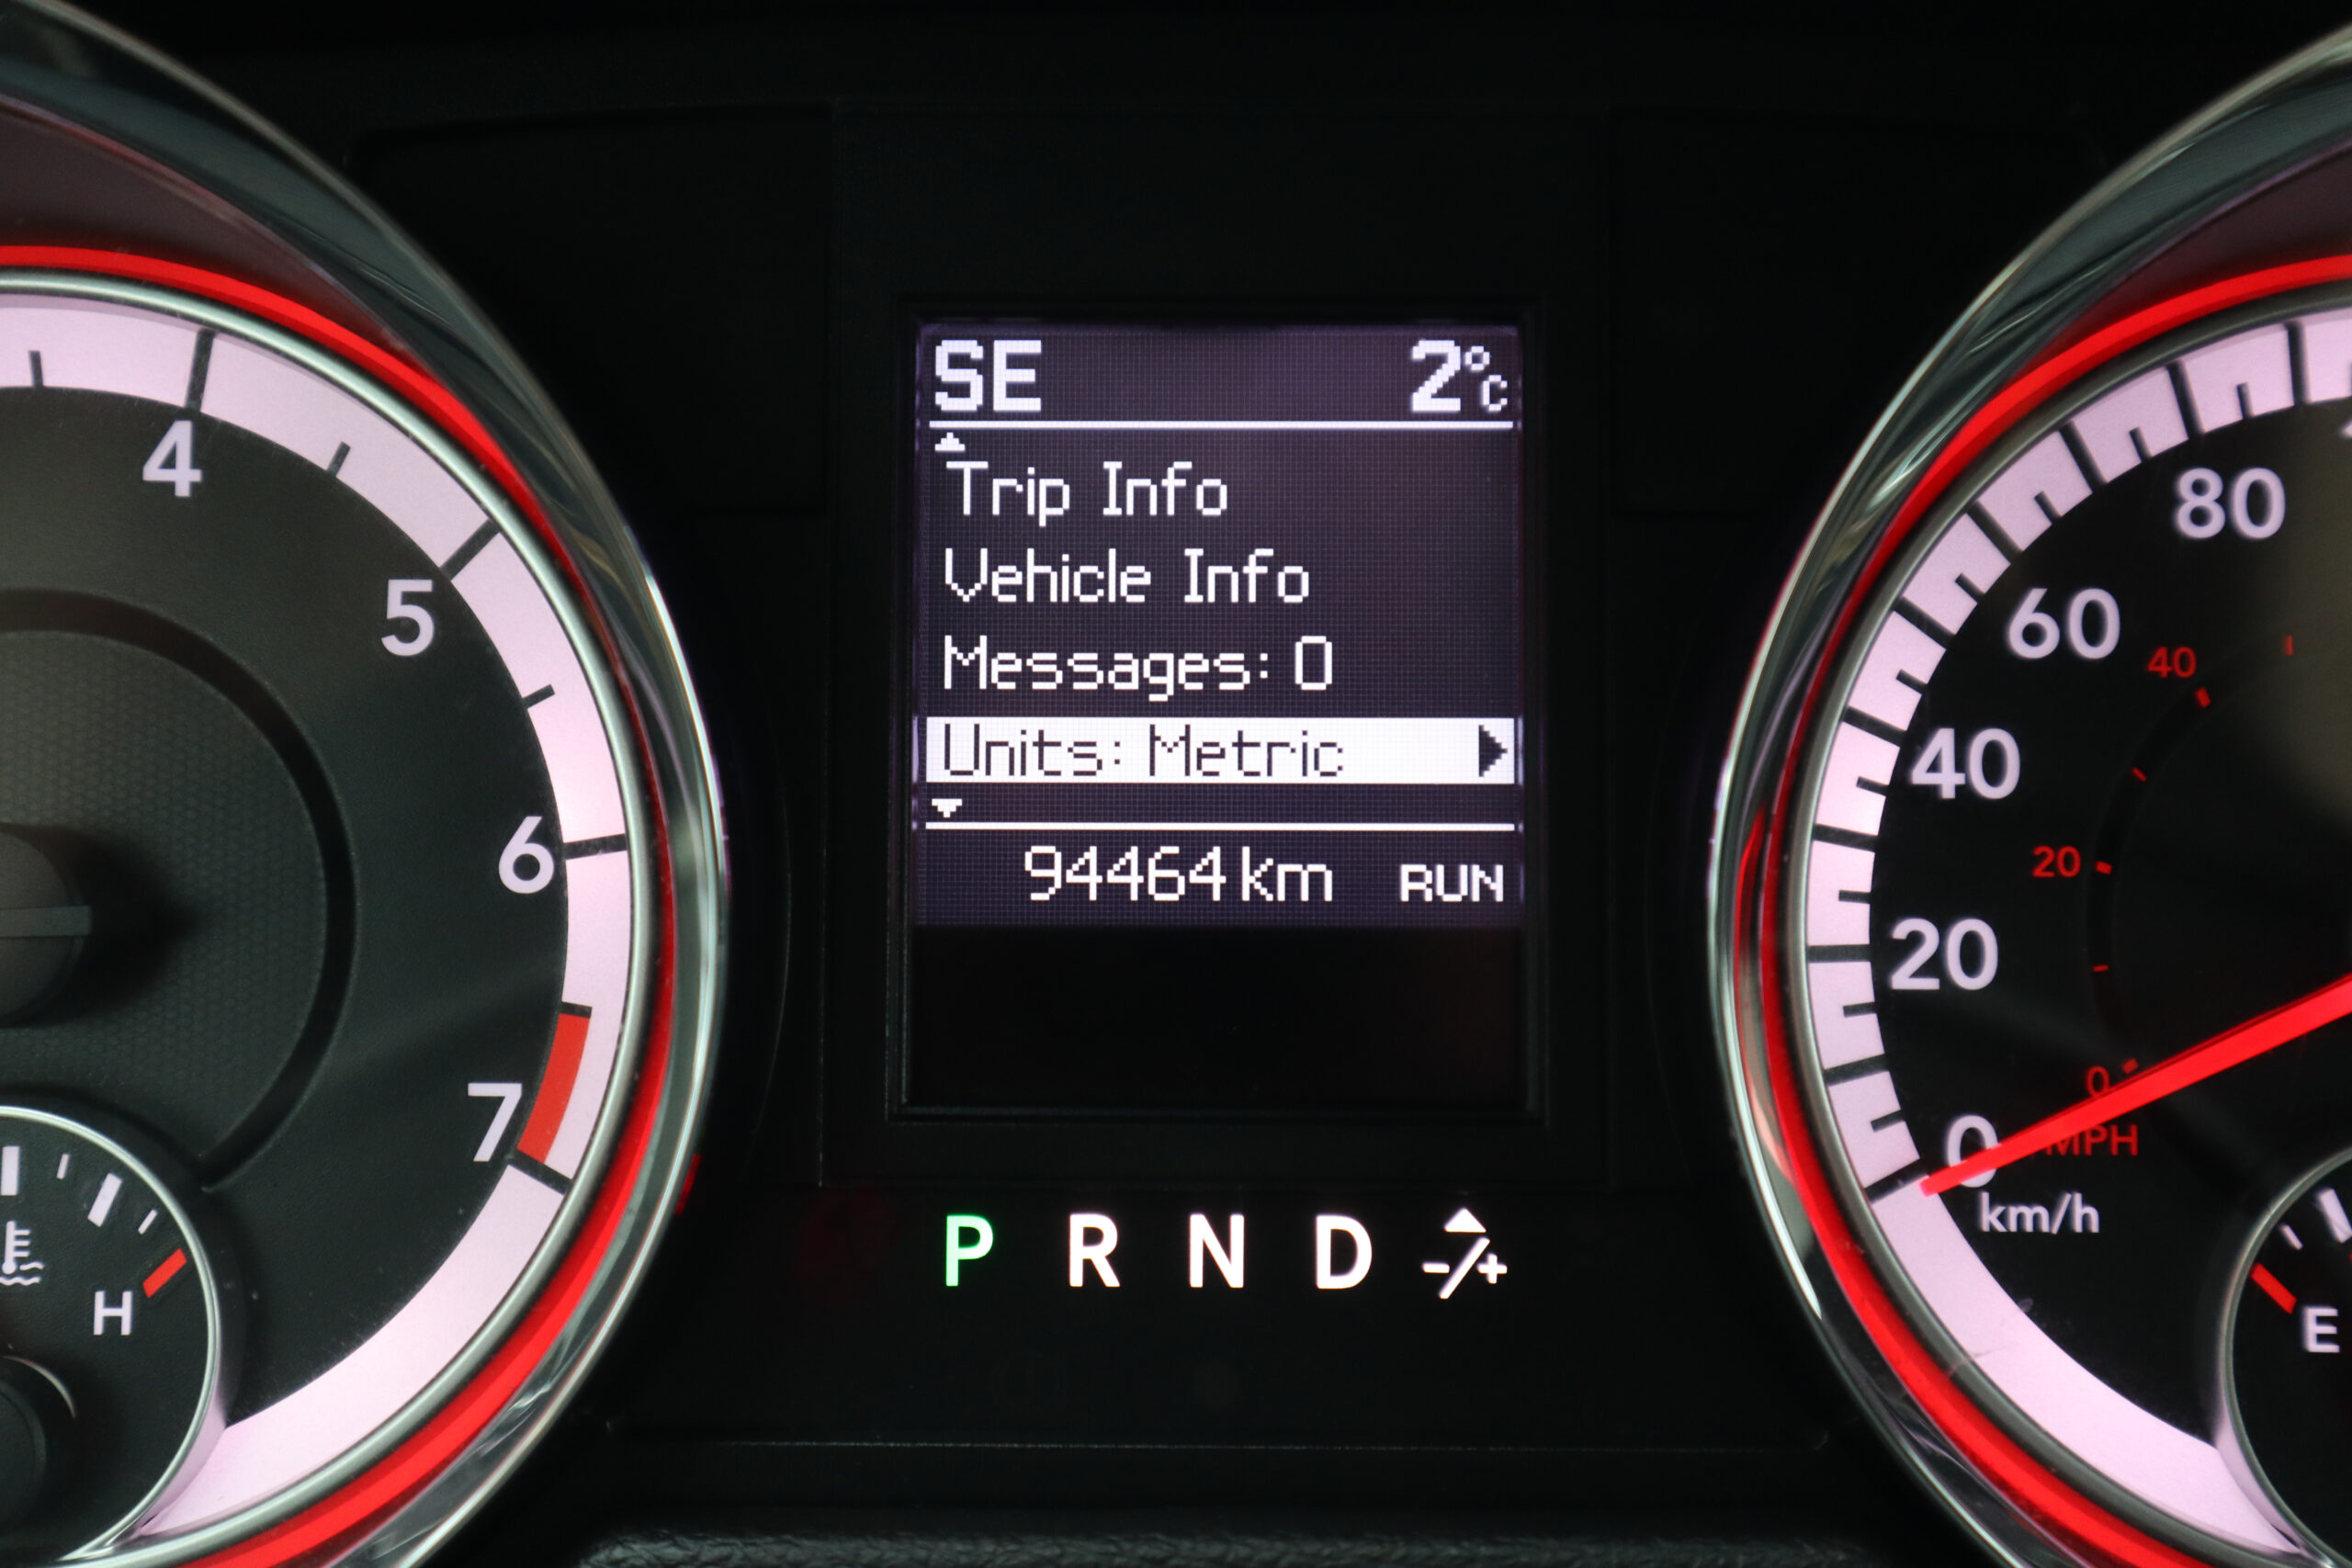 SE 2°C
Trip Info
Vehicle Info
Messages: 0
Units: Metric
94464 km RUN
P R N D -/+
4
5
6
7
H
80
60
40
20
0
km/h
40
20
0
MPH
E